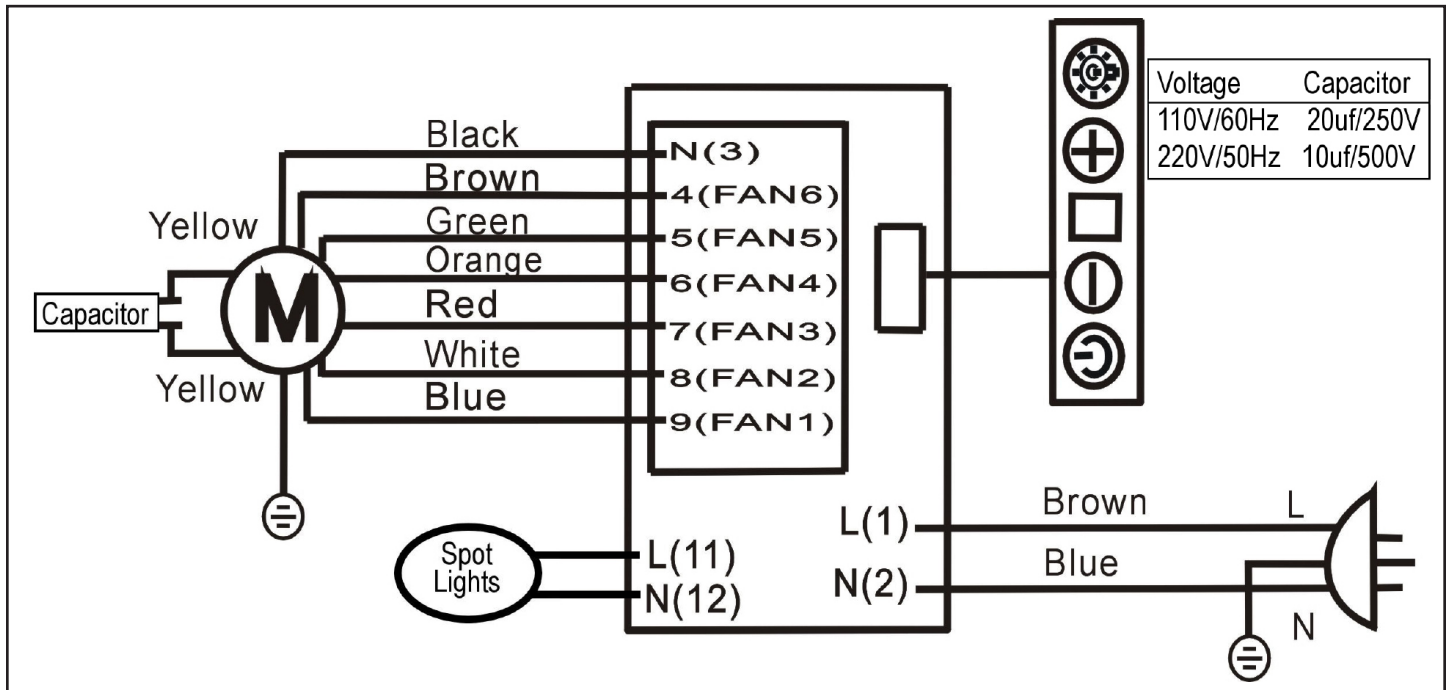 Voltage Capacitor
110V/60Hz 20uf/250V
220V/50Hz 10uf/500V
Black
N(3)
Brown
4(FAN6)
Yellow
Green
5(FAN5)
Orange
6(FAN4)
Capacitor
M
Red
7(FAN3)
White
8(FAN2)
Yellow
Blue
9(FAN1)
Brown
L
L(1)
Spot
Lights
L(11)
N(12)
Blue
N(2)
N